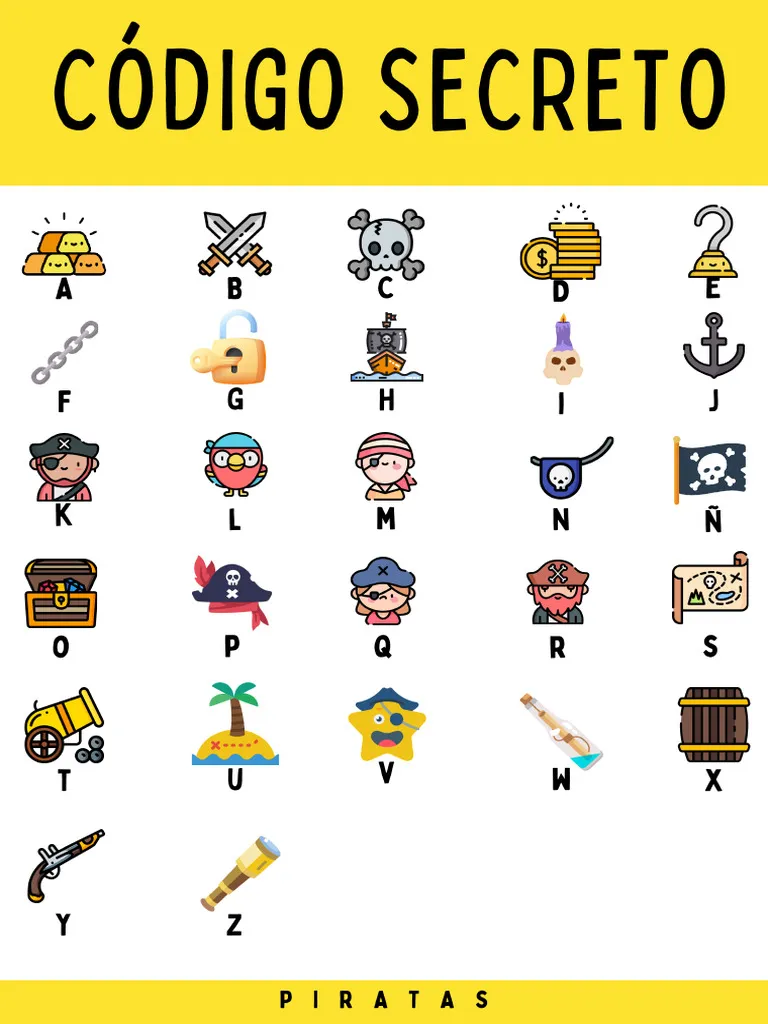 CÓDIGO SECRETO
$
A B C D E
F G H I J
K L M N Ñ
O P Q R S
T U V W X
Y Z
PIRATAS